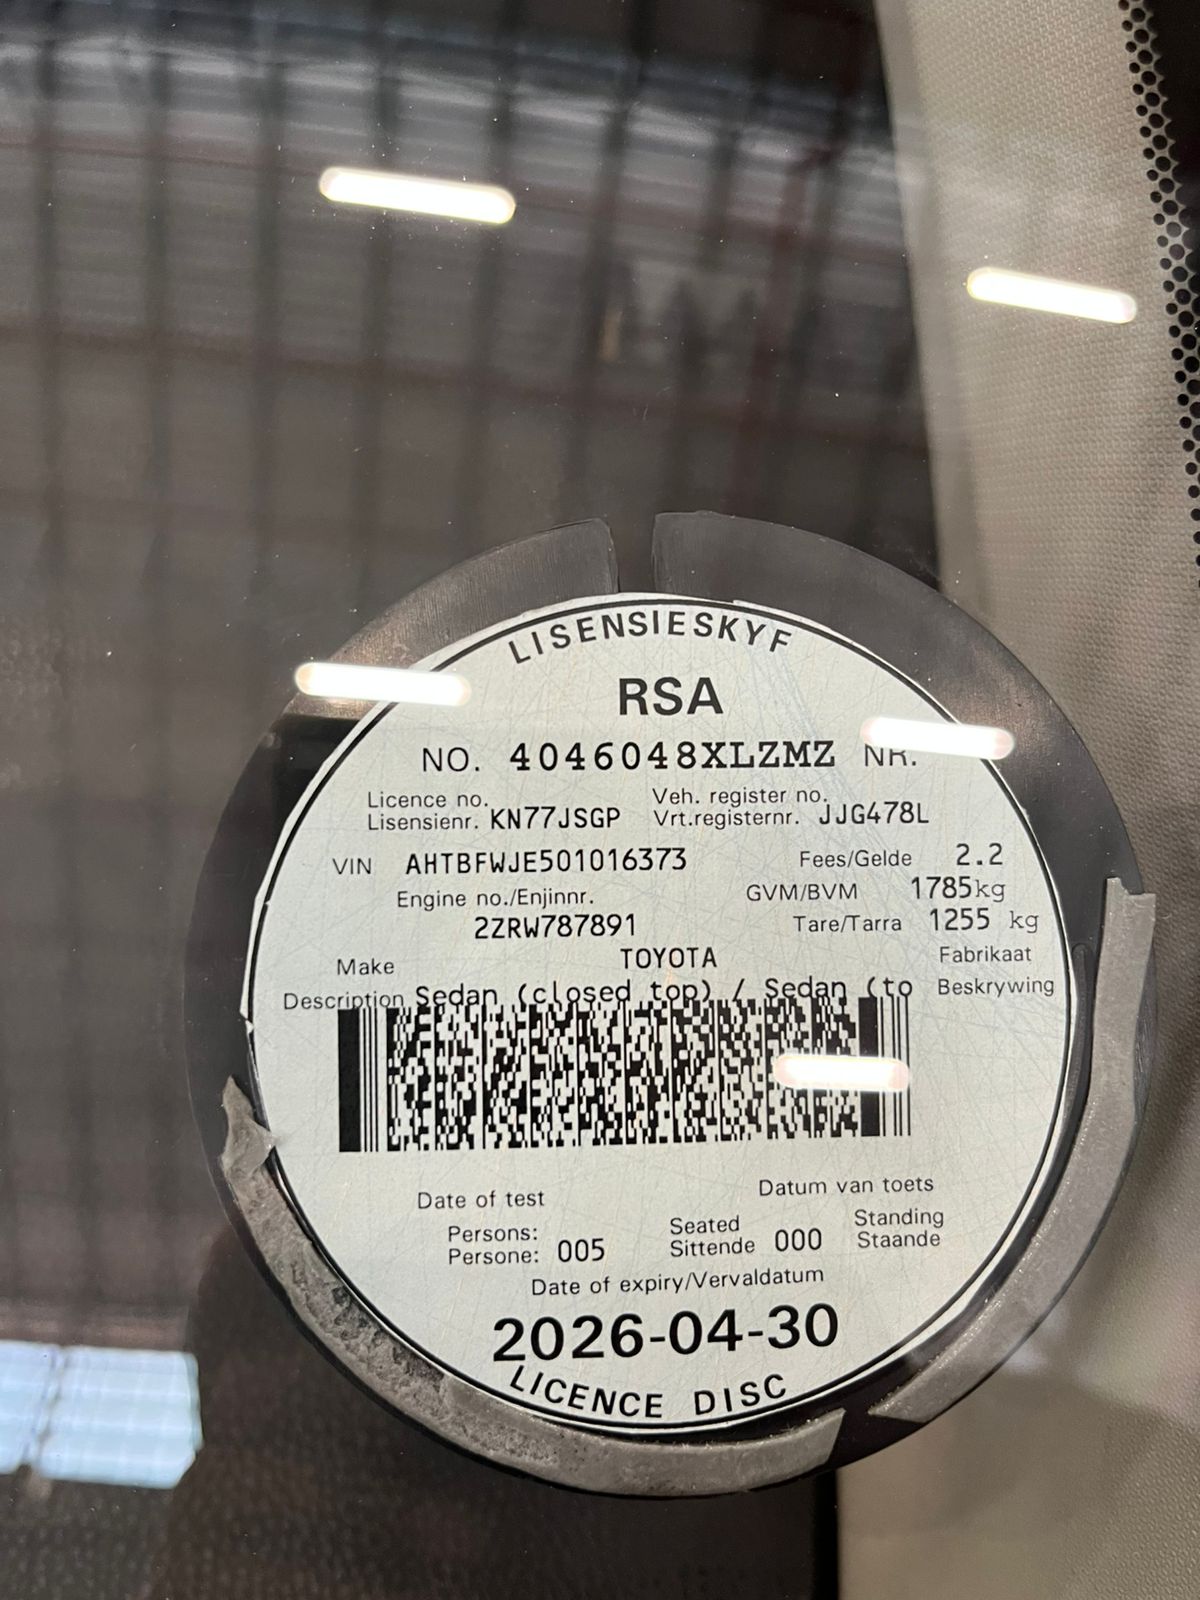 LISENSIESKYF
RSA
NO. 4046048XLZMZ NR.
Licence no. Veh. register no.
Lisensienr. KN77JSGP Vrt.registernr. JJG478L
VIN AHTBFWJE501016373 Fees/Gelde 2.2
Engine no./Enjinnr. GVM/BVM 1785kg
2ZRW787891 Tare/Tarra 1255 kg
Make TOYOTA Fabrikaat
Description Sedan (closed top) / Sedan (to Beskrywing
Date of test Datum van toets
Persons: Seated Standing
Persone: 005 Sittende 000 Staande
Date of expiry/Vervaldatum
2026-04-30
LICENCE DISC